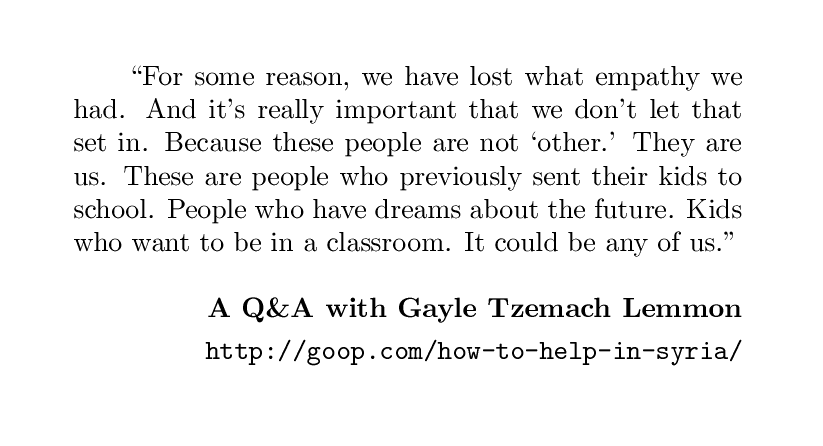 “For some reason, we have lost what empathy we
had. And it’s really important that we don’t let that
set in. Because these people are not ‘other.’ They are
us. These are people who previously sent their kids to
school. People who have dreams about the future. Kids
who want to be in a classroom. It could be any of us.”
A Q&A with Gayle Tzemach Lemmon
http://goop.com/how-to-help-in-syria/